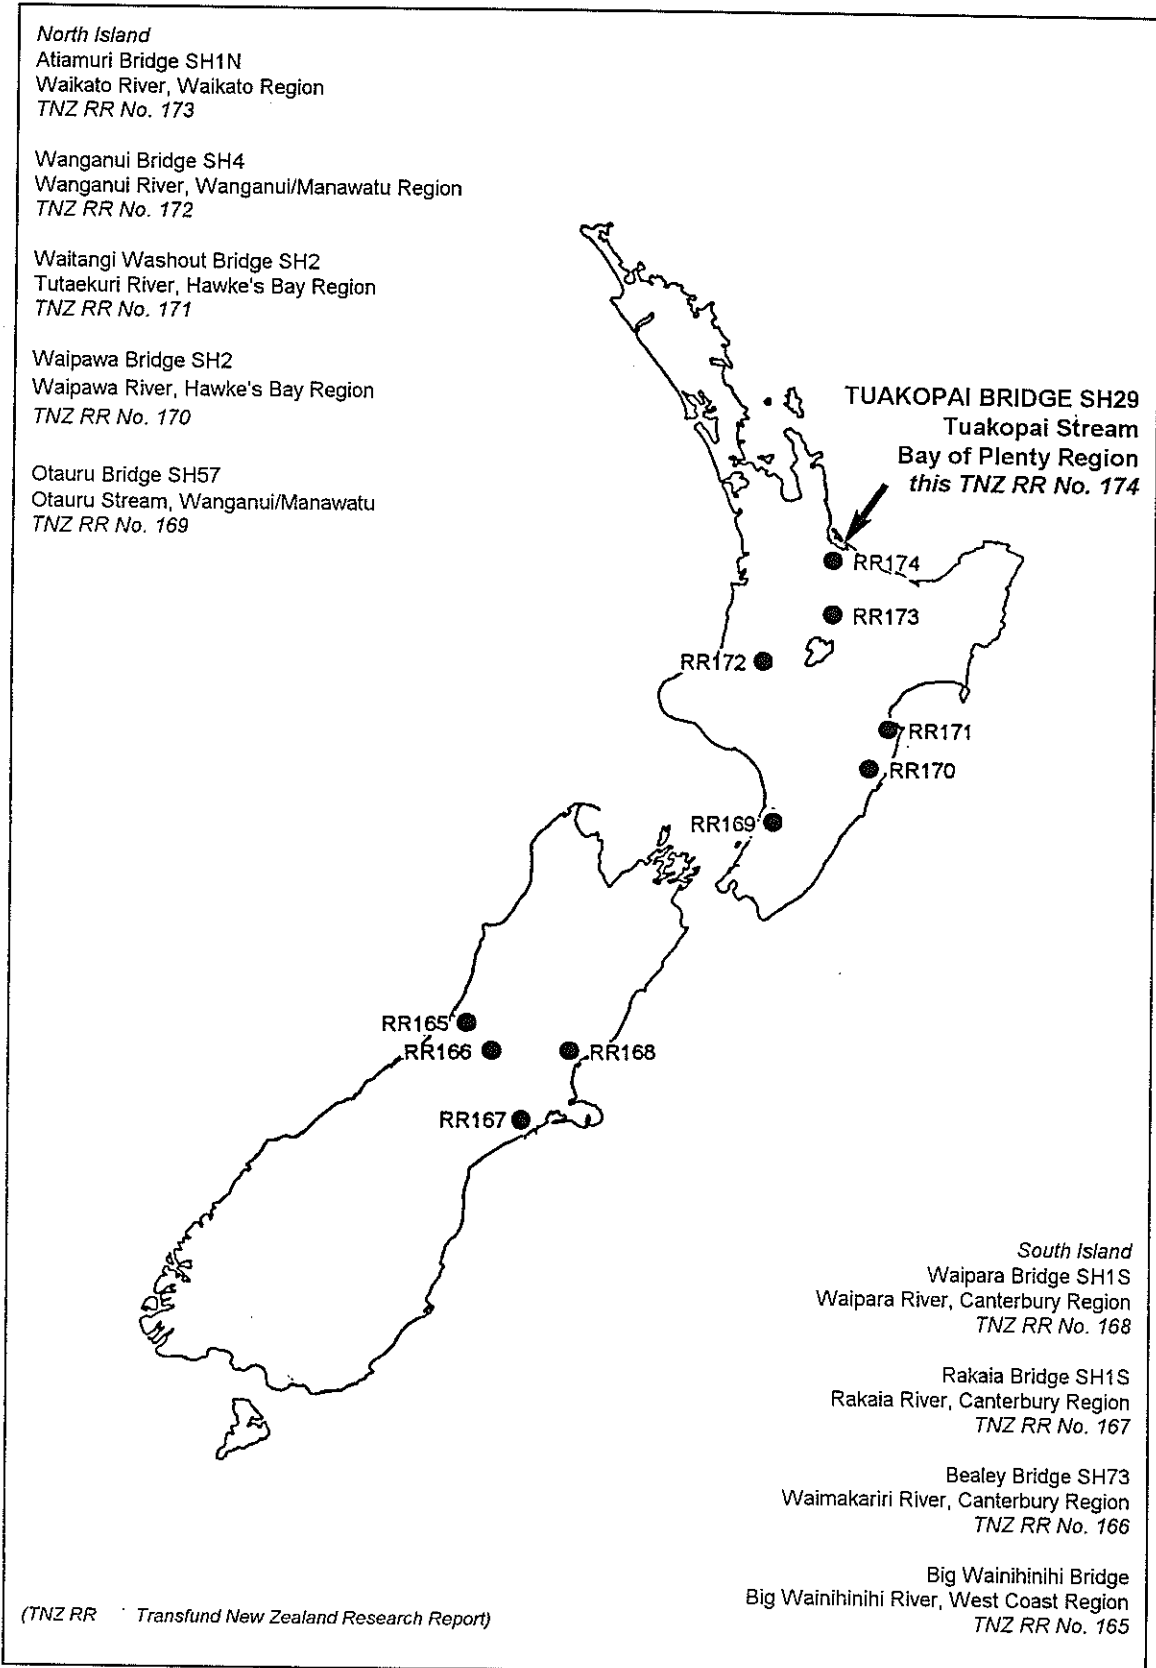 North Island
Atiamuri Bridge SH1N
Waikato River, Waikato Region
TNZ RR No. 173
Wanganui Bridge SH4
Wanganui River, Wanganui/Manawatu Region
TNZ RR No. 172
Waitangi Washout Bridge SH2
Tutaekuri River, Hawke's Bay Region
TNZ RR No. 171
Waipawa Bridge SH2
Waipawa River, Hawke's Bay Region
TNZ RR No. 170
Otauru Bridge SH57
Otauru Stream, Wanganui/Manawatu
TNZ RR No. 169
TUAKOPAI BRIDGE SH29
Tuakopai Stream
Bay of Plenty Region
this TNZ RR No. 174
RR174
RR173
RR172
RR171
RR170
RR169
RR165
RR166
RR168
RR167
South Island
Waipara Bridge SH1S
Waipara River, Canterbury Region
TNZ RR No. 168
Rakaia Bridge SH1S
Rakaia River, Canterbury Region
TNZ RR No. 167
Bealey Bridge SH73
Waimakariri River, Canterbury Region
TNZ RR No. 166
Big Wainihinihi Bridge
Big Wainihinihi River, West Coast Region
TNZ RR No. 165
(TNZ RR Transfund New Zealand Research Report)